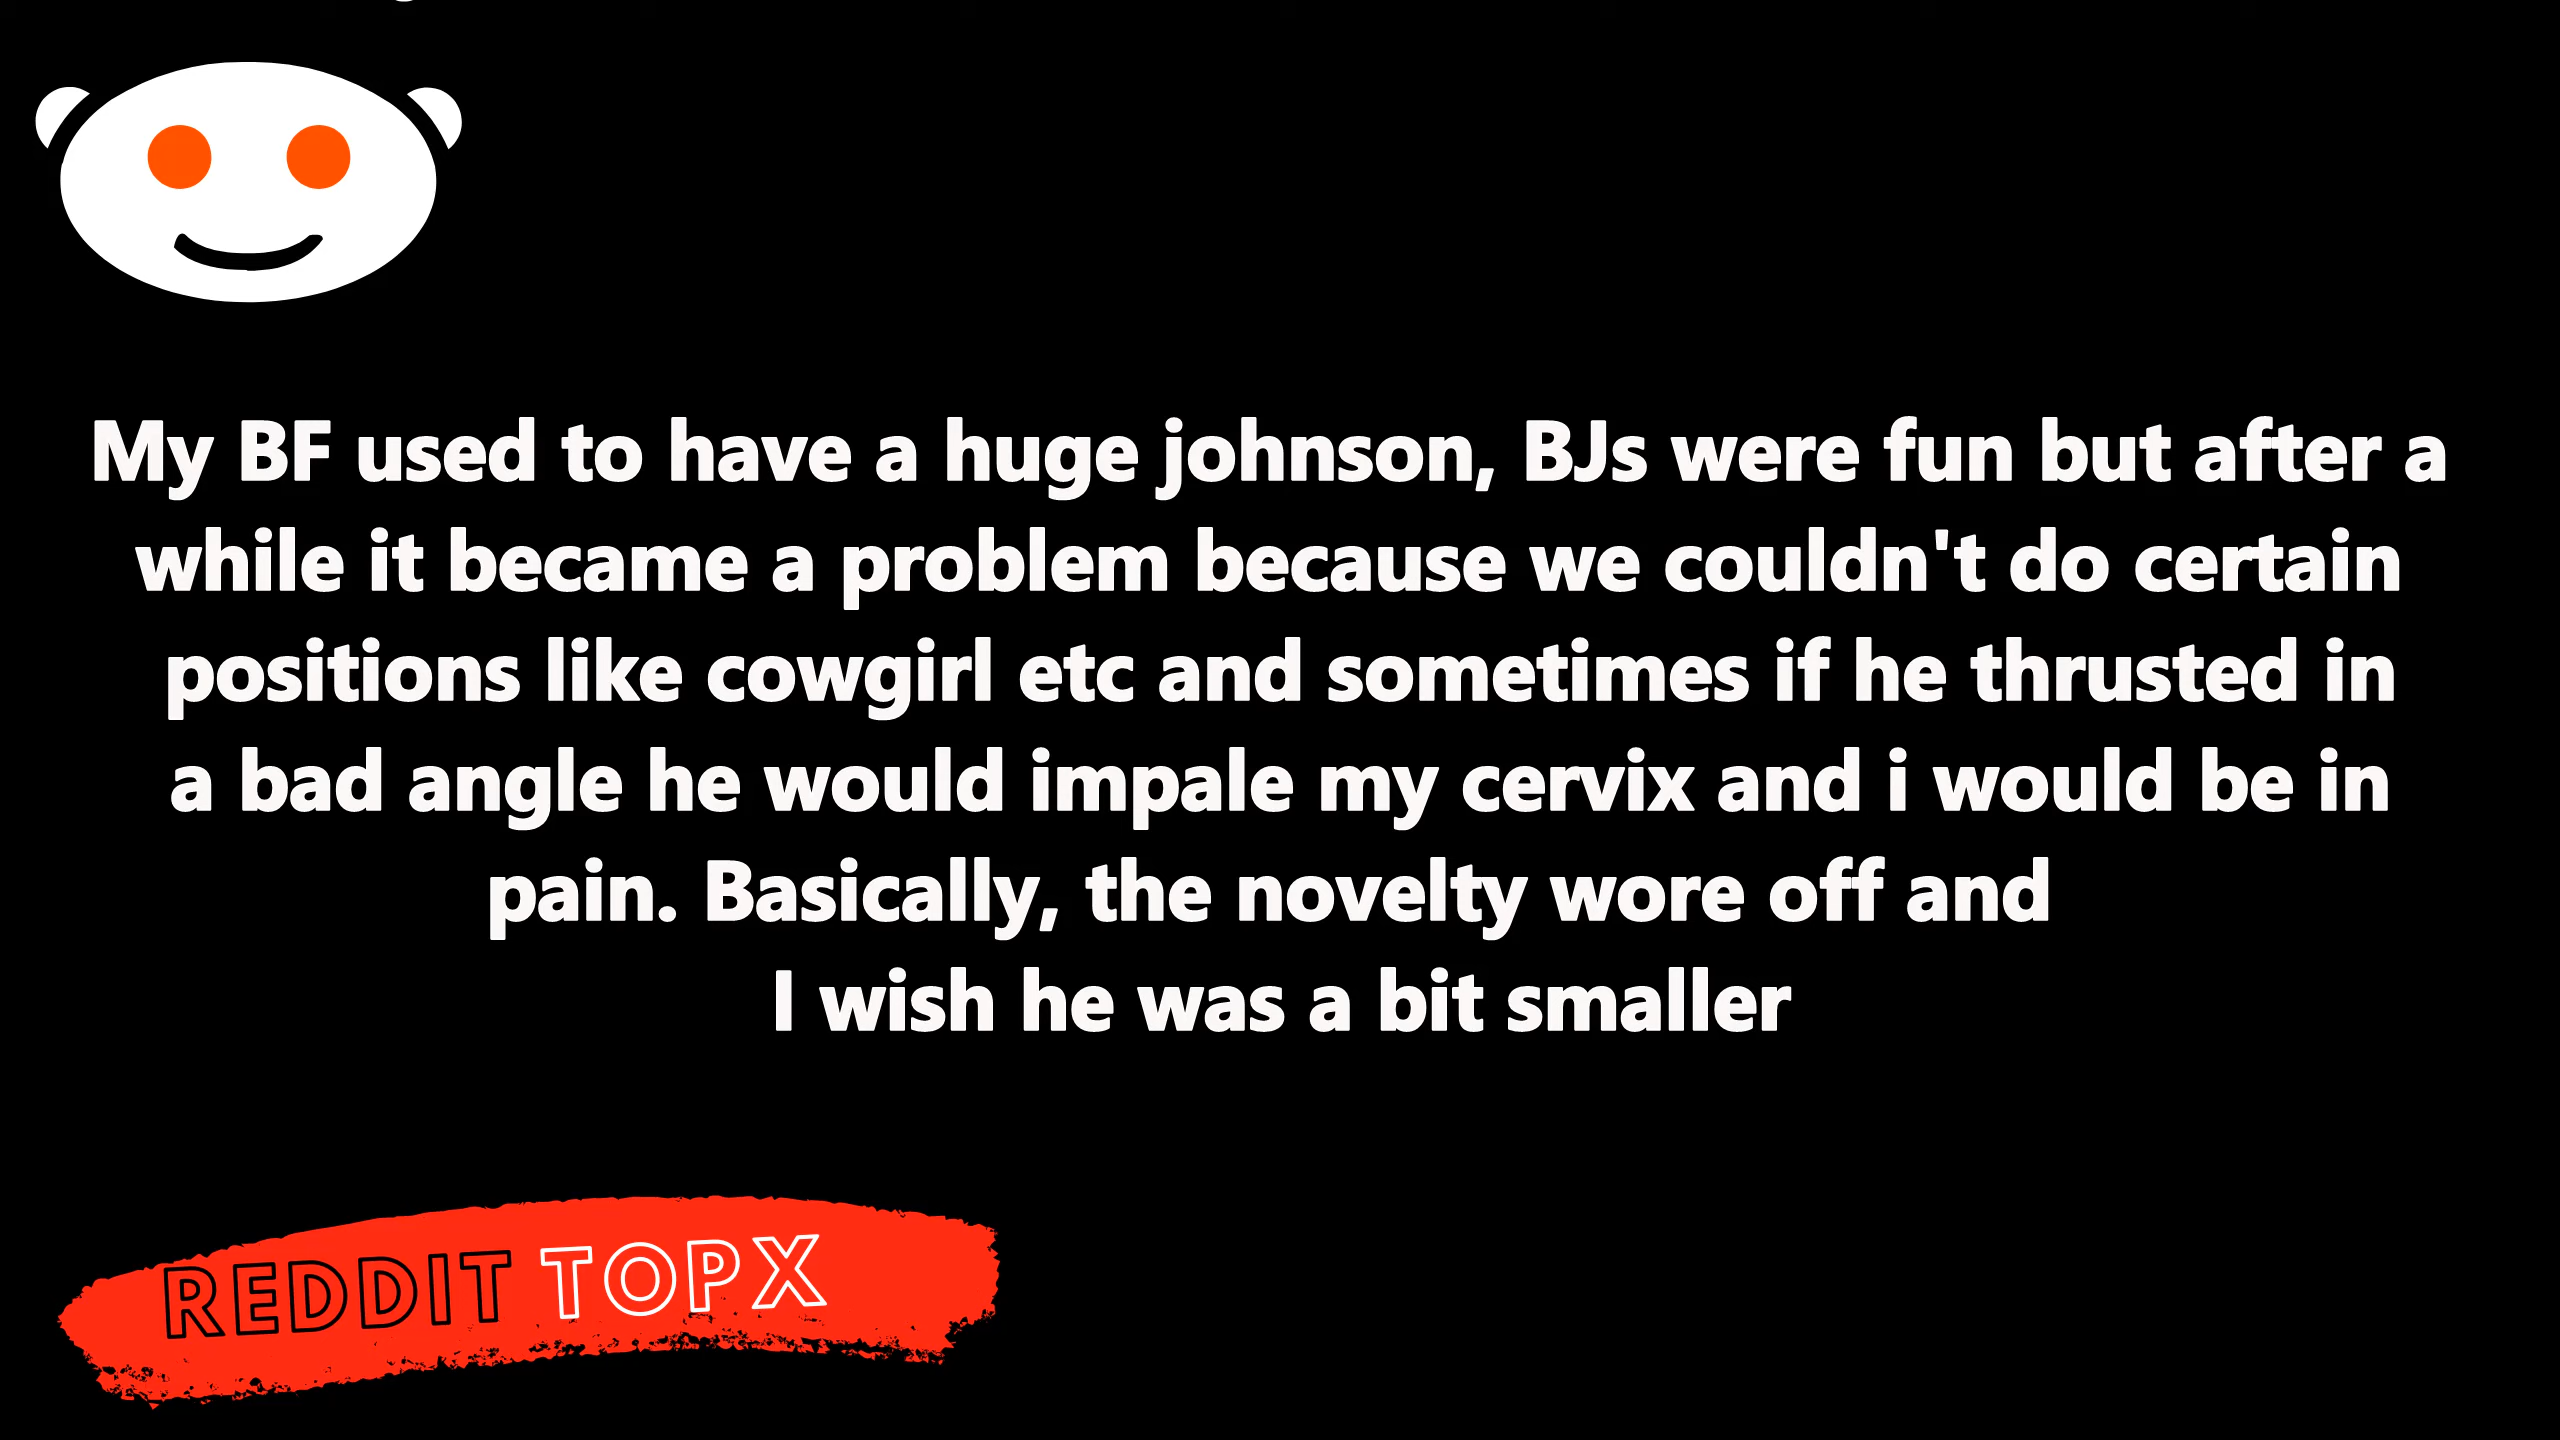 My BF used to have a huge johnson, BJs were fun but after a
while it became a problem because we couldn't do certain
positions like cowgirl etc and sometimes if he thrusted in
a bad angle he would impale my cervix and i would be in
pain. Basically, the novelty wore off and
I wish he was a bit smaller
REDDIT TOPX